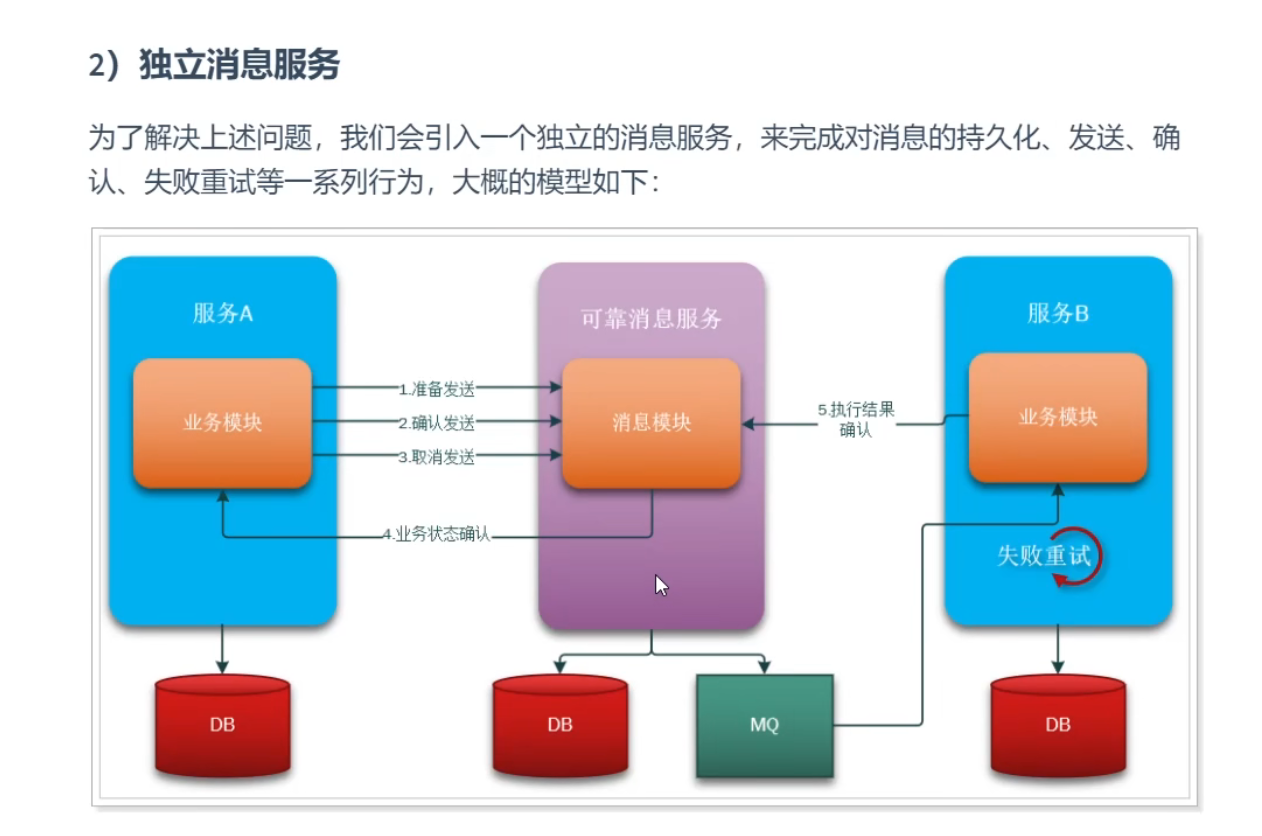 2）独立消息服务
为了解决上述问题，我们会引入一个独立的消息服务，来完成对消息的持久化、发送、确
认、失败重试等一系列行为，大概的模型如下：
服务A
可靠消息服务
服务B
业务模块
1.准备发送
2.确认发送
3.取消发送
消息模块
5.执行结果
确认
业务模块
4.业务状态确认
失败重试
DB
DB
MQ
DB